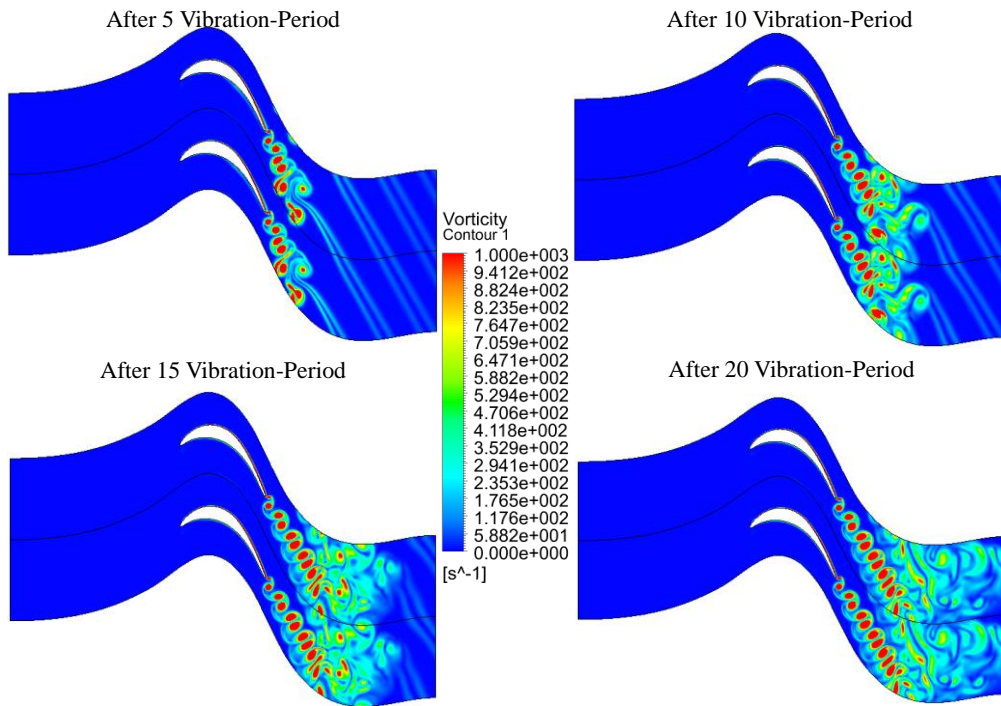 After 5 Vibration-Period
After 10 Vibration-Period
Vorticity
Contour 1
1.000e+003
9.412e+002
8.824e+002
8.235e+002
7.647e+002
7.059e+002
6.471e+002
5.882e+002
5.294e+002
4.706e+002
4.118e+002
3.529e+002
2.941e+002
2.353e+002
1.765e+002
1.176e+002
5.882e+001
0.000e+000
[s^-1]
After 15 Vibration-Period
After 20 Vibration-Period